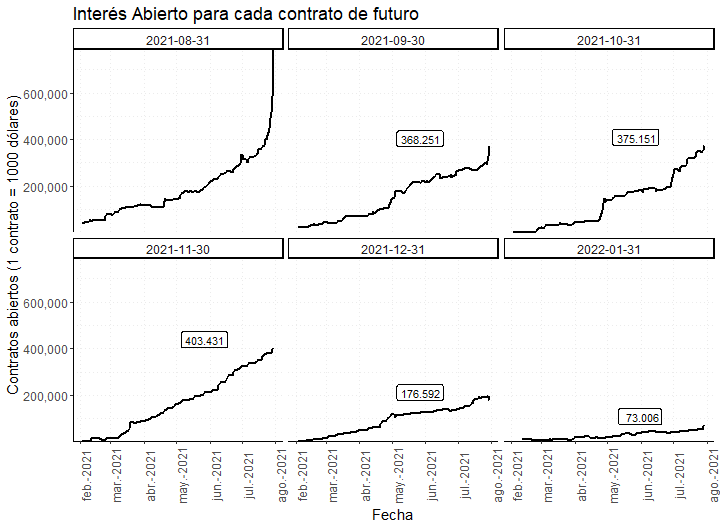 Interés Abierto para cada contrato de futuro
2021-08-31
2021-09-30
2021-10-31
Contratos abiertos (1 contrato = 1000 dólares)
600,000
400,000
200,000
368.251
375.151
2021-11-30
2021-12-31
2022-01-31
600,000
400,000
200,000
403.431
176.592
73.006
feb.-2021
mar.-2021
abr.-2021
may.-2021
jun.-2021
jul.-2021
ago.-2021
feb.-2021
mar.-2021
abr.-2021
may.-2021
jun.-2021
jul.-2021
ago.-2021
feb.-2021
mar.-2021
abr.-2021
may.-2021
jun.-2021
jul.-2021
ago.-2021
Fecha